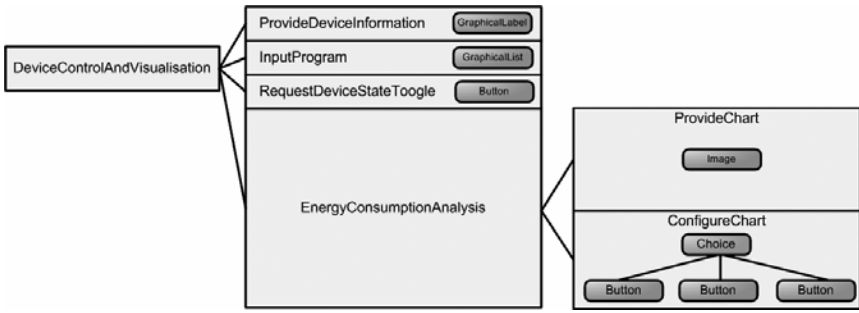 DeviceControlAndVisualisation
ProvideDeviceInformation GraphicalLabel
InputProgram GraphicalList
RequestDeviceStateToogle Button
EnergyConsumptionAnalysis
ProvideChart
Image
ConfigureChart
Choice
Button Button Button